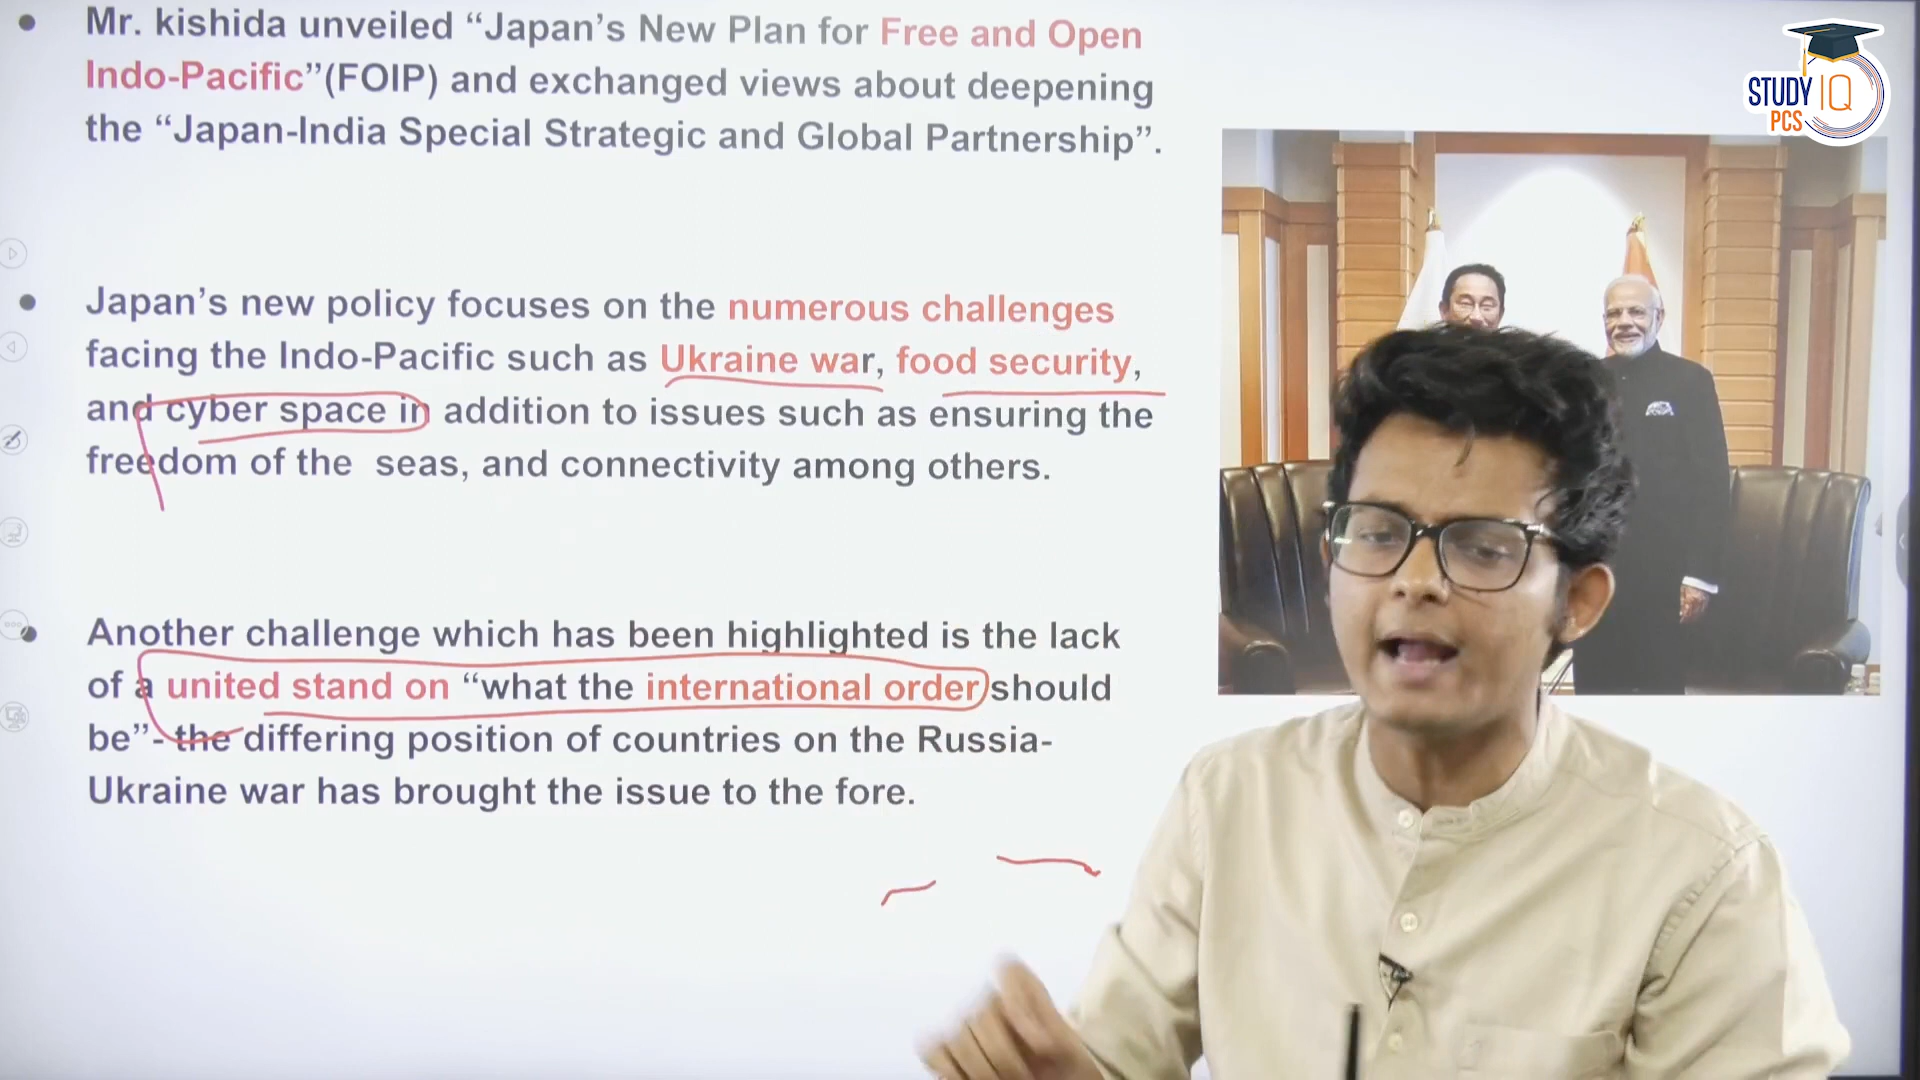 Mr. kishida unveiled “Japan’s New Plan for Free and Open
Indo-Pacific”(FOIP) and exchanged views about deepening
the “Japan-India Special Strategic and Global Partnership”.
Japan’s new policy focuses on the numerous challenges
facing the Indo-Pacific such as Ukraine war, food security,
and cyber space in addition to issues such as ensuring the
freedom of the seas, and connectivity among others.
Another challenge which has been highlighted is the lack
of a united stand on “what the international order should
be”- the differing position of countries on the Russia-
Ukraine war has brought the issue to the fore.
STUDY IQ
PCS